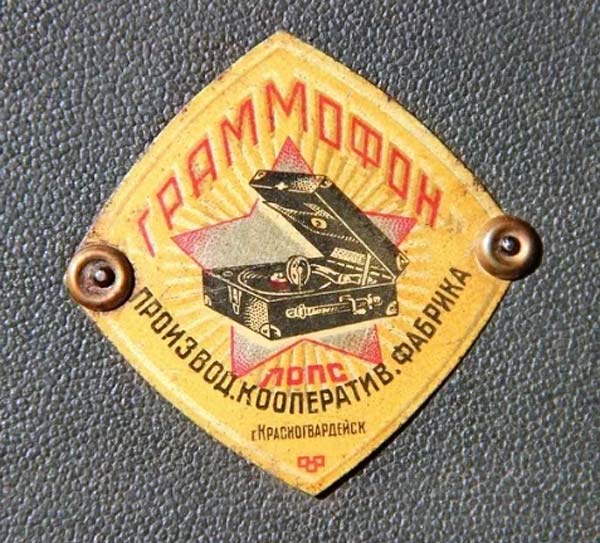 ГРАММОФОН
ЛОПС
ПРОИЗВОД.КООПЕРАТИВ.ФАБРИКА
г.КРАСНОГВАРДЕЙСК